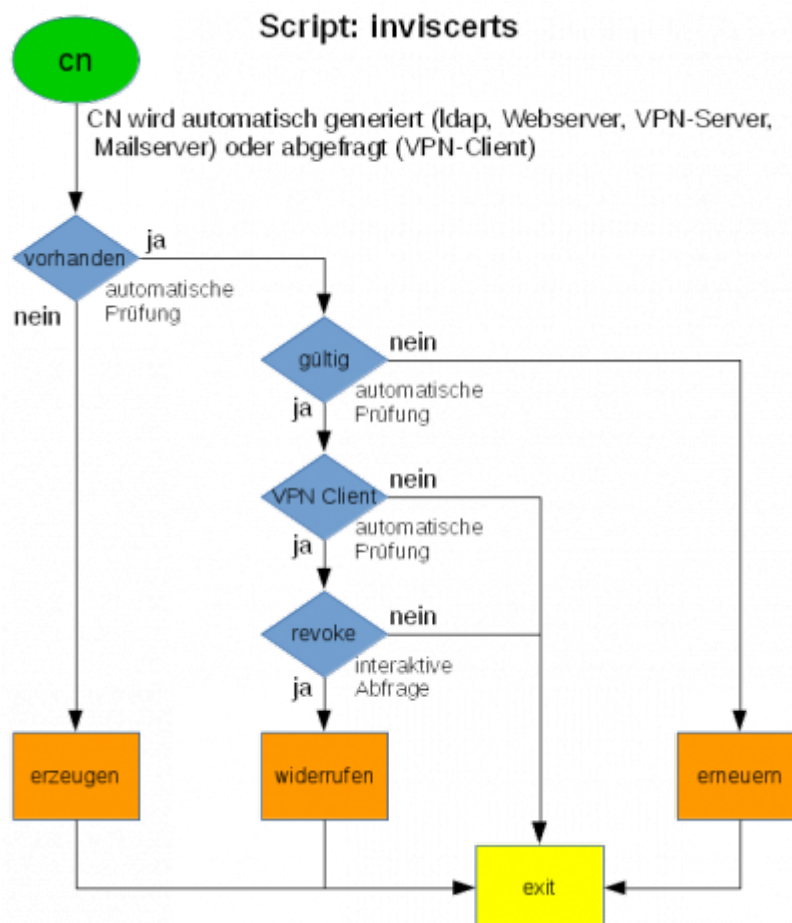 Script: inviscerts
cn
CN wird automatisch generiert (ldap, Webserver, VPN-Server,
Mailserver) oder abgefragt (VPN-Client)
ja
vorhanden
automatische
Prüfung
nein
nein
gültig
automatische
Prüfung
ja
nein
VPN Client
automatische
Prüfung
ja
nein
revoke
interaktive
Abfrage
ja
erzeugen
widerrufen
erneuern
exit